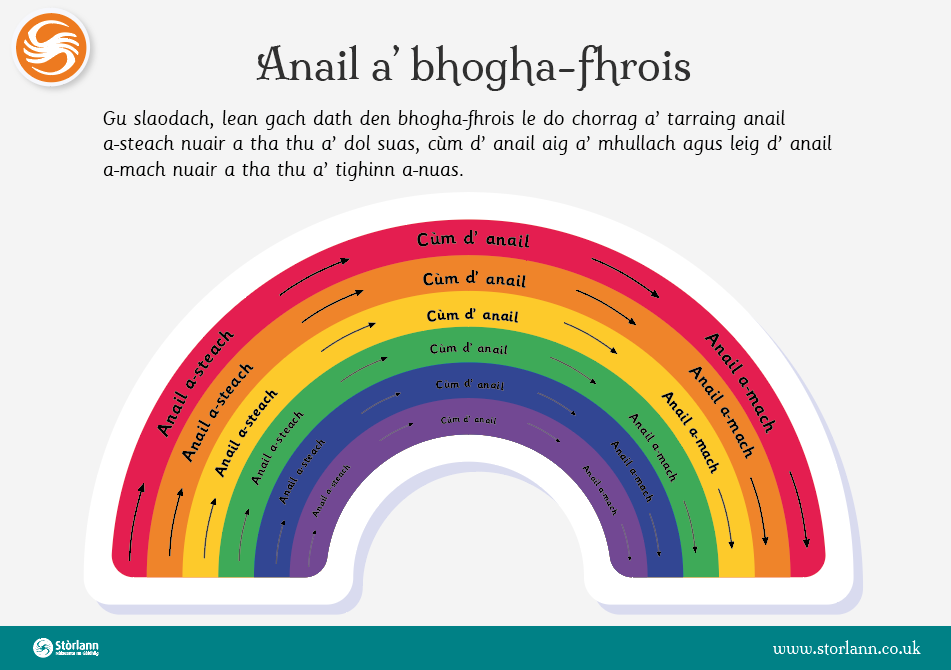 Anail a’ bhogha-fhrois
Gu slaodach, lean gach dath den bhogha-fhrois le do chorrag a’ tarraing anail
a-steach nuair a tha thu a’ dol suas, cùm d’ anail aig a’ mhullach agus leig d’ anail
a-mach nuair a tha thu a’ tighinn a-nuas.
Anail a-steach
Cùm d’ anail
Anail a-mach
Anail a-steach
Cùm d’ anail
Anail a-mach
Anail a-steach
Cùm d’ anail
Anail a-mach
Anail a-steach
Cùm d’ anail
Anail a-mach
Anail a-steach
Cùm d’ anail
Anail a-mach
Anail a-steach
Cùm d’ anail
Anail a-mach
Stòrlann
www.storlann.co.uk